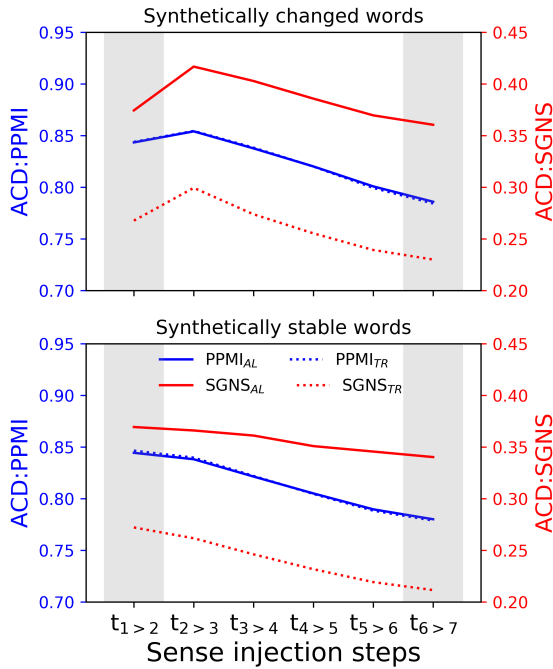 Synthetically changed words
0.95 0.45
0.90 0.40
0.85 0.35
0.80 0.30
0.75 0.25
0.70 0.20
ACD:PPMI
ACD:SGNS
Synthetically stable words
PPMI_AL PPMI_TR
SGNS_AL SGNS_TR
0.95 0.45
0.90 0.40
0.85 0.35
0.80 0.30
0.75 0.25
0.70 0.20
ACD:PPMI
ACD:SGNS
t1 > 2 t2 > 3 t3 > 4 t4 > 5 t5 > 6 t6 > 7
Sense injection steps